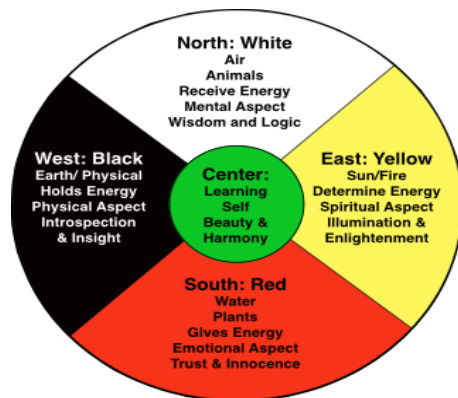 North: White
Air
Animals
Receive Energy
Mental Aspect
Wisdom and Logic
West: Black
Earth/ Physical
Holds Energy
Physical Aspect
Introspection
& Insight
Center:
Learning
Self
Beauty &
Harmony
East: Yellow
Sun/Fire
Determine Energy
Spiritual Aspect
Illumination &
Enlightenment
South: Red
Water
Plants
Gives Energy
Emotional Aspect
Trust & Innocence